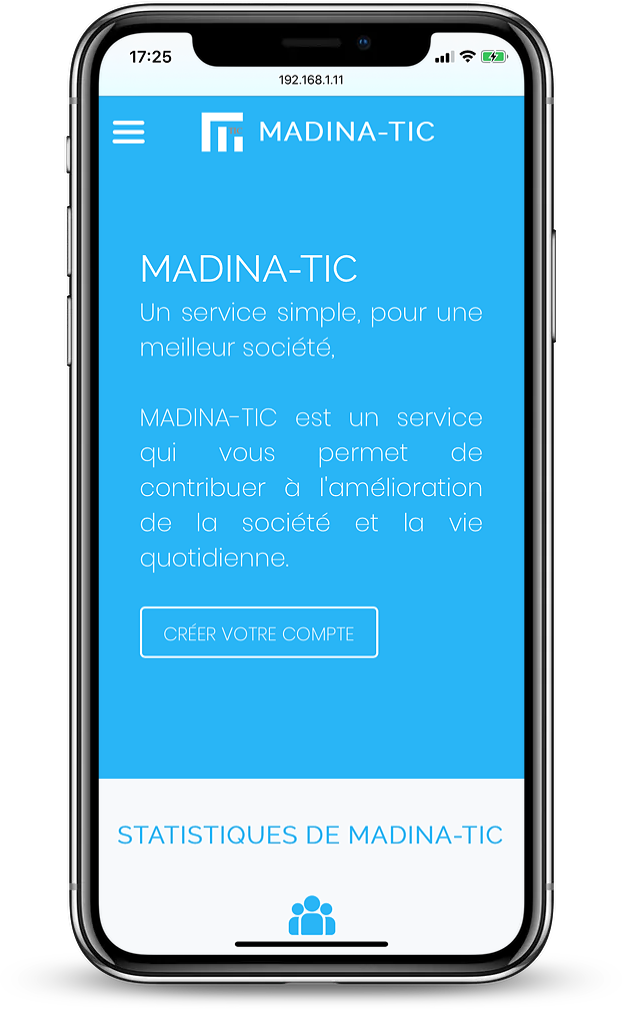 17:25
192.168.1.11
MADINA-TIC
MADINA-TIC
Un service simple, pour une
meilleur société,
MADINA-TIC est un service
qui vous permet de
contribuer à l'amélioration
de la société et la vie
quotidienne.
CRÉER VOTRE COMPTE
STATISTIQUES DE MADINA-TIC